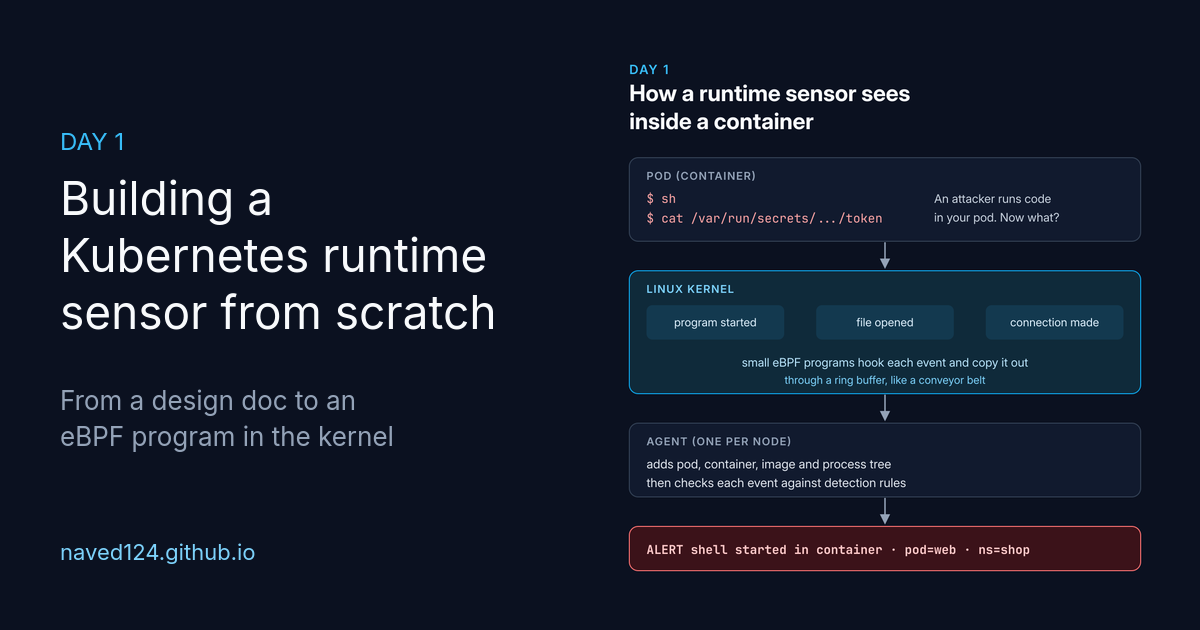 DAY 1
Building a
Kubernetes runtime
sensor from scratch
From a design doc to an
eBPF program in the kernel
naved124.github.io
DAY 1
How a runtime sensor sees
inside a container
POD (CONTAINER)
$ sh
$ cat /var/run/secrets/.../token
An attacker runs code
in your pod. Now what?
LINUX KERNEL
program started
file opened
connection made
small eBPF programs hook each event and copy it out
through a ring buffer, like a conveyor belt
AGENT (ONE PER NODE)
adds pod, container, image and process tree
then checks each event against detection rules
ALERT shell started in container · pod=web · ns=shop